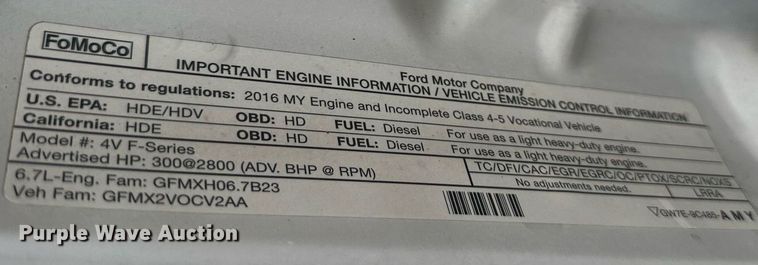 FoMoCo
Ford Motor Company
IMPORTANT ENGINE INFORMATION / VEHICLE EMISSION CONTROL INFORMATION
Conforms to regulations: 2016 MY Engine and Incomplete Class 4-5 Vocational Vehicle
U.S. EPA: HDE/HDV OBD: HD FUEL: Diesel For use as a light heavy-duty engine.
California: HDE OBD: HD FUEL: Diesel For use as a light heavy-duty engine.
Model #: 4V F-Series
Advertised HP: 300@2800 (ADV. BHP @ RPM) TC/DFI/CAC/EGR/EGRC/OC/PTOX/SCRC/NOXS
6.7L-Eng. Fam: GFMXH06.7B23 No adjustments needed. LRRA
Veh Fam: GFMX2VOCV2AA
GW7E-9C485-AMY
Purple Wave Auction